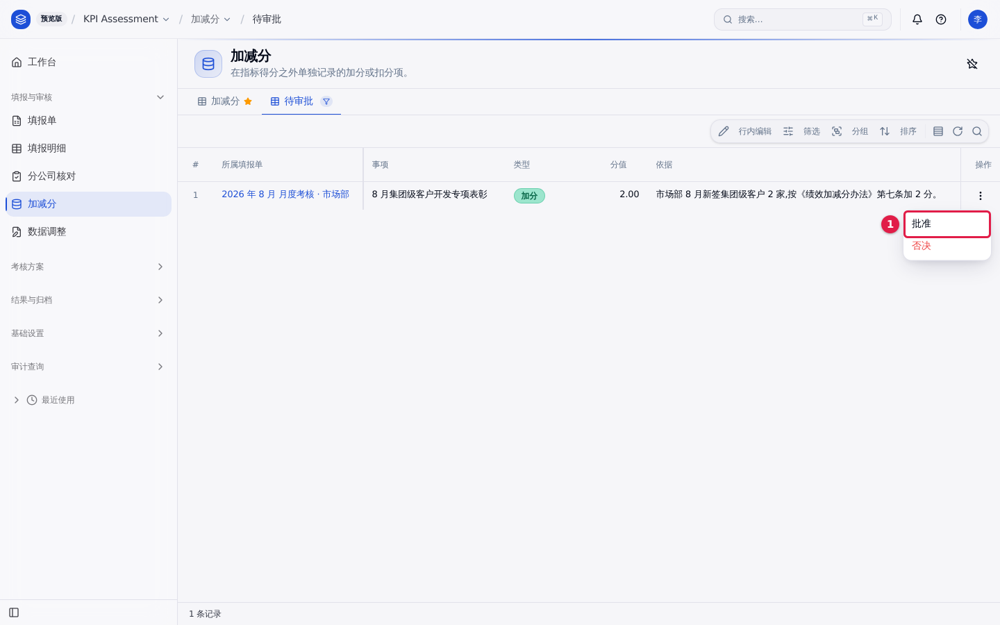 预览版 / KPI Assessment / 加减分 / 待审批
搜索... ⌘K
李
工作台
填报与审核
填报单
填报明细
分公司核对
加减分
数据调整
考核方案
结果与归档
基础设置
审计查询
最近使用
加减分
在指标得分之外单独记录的加分或扣分项。
加减分 待审批
行内编辑 筛选 分组 排序
# 所属填报单 事项 类型 分值 依据 操作
1 2026 年 8 月 月度考核 · 市场部 8 月集团级客户开发专项表彰 加分 2.00 市场部 8 月新签集团级客户 2 家,按《绩效加减分办法》第七条加 2 分。
1 批准
否决
1 条记录